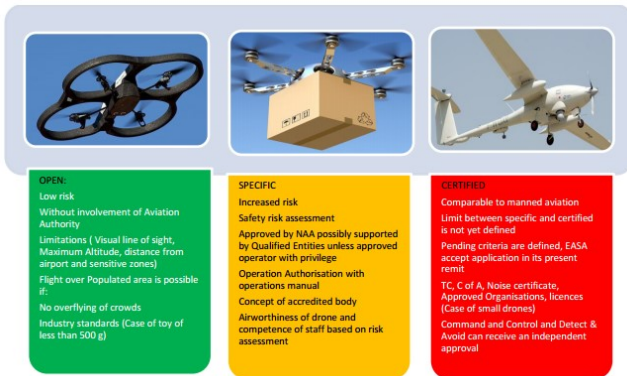 OPEN:
Low risk
Without involvement of Aviation
Authority
Limitations ( Visual line of sight,
Maximum Altitude, distance from
airport and sensitive zones)
Flight over Populated area is possible
if:
No overflying of crowds
Industry standards (Case of toy of
less than 500 g)
SPECIFIC
Increased risk
Safety risk assessment
Approved by NAA possibly supported
by Qualified Entities unless approved
operator with privilege
Operation Authorisation with
operations manual
Concept of accredited body
Airworthiness of drone and
competence of staff based on risk
assessment
CERTIFIED
Comparable to manned aviation
Limit between specific and certified
is not yet defined
Pending criteria are defined, EASA
accept application in its present
remit
TC, C of A, Noise certificate,
Approved Organisations, licences
(Case of small drones)
Command and Control and Detect &
Avoid can receive an independent
approval